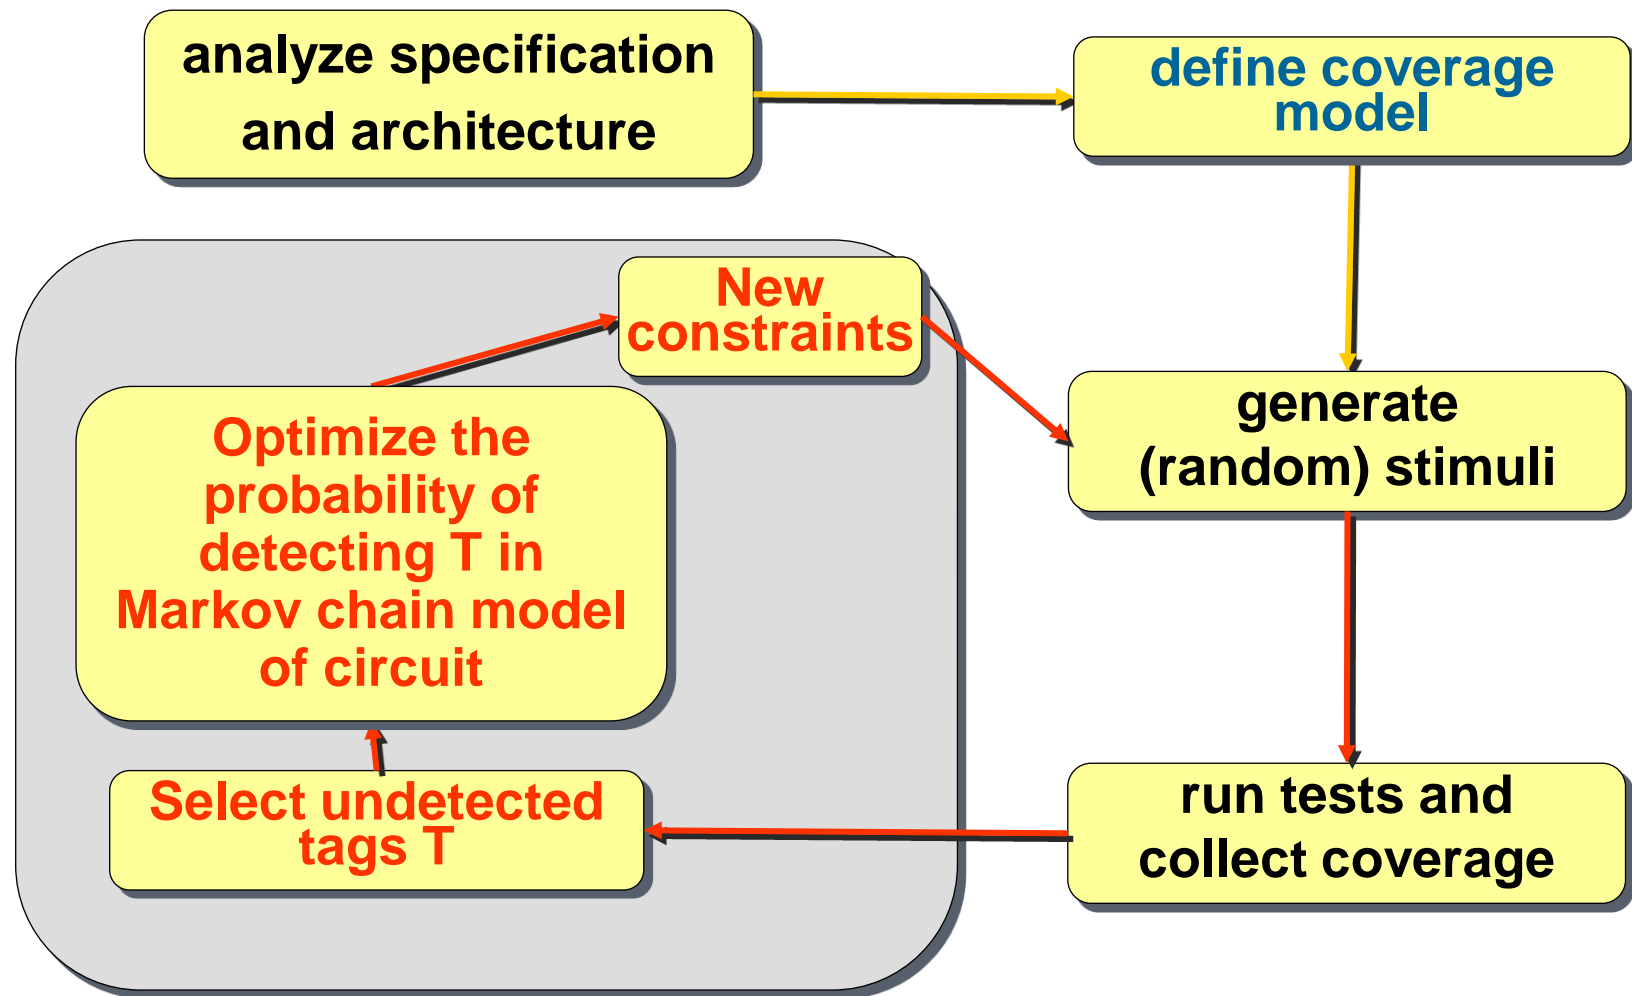 analyze specification
and architecture
define coverage
model
New
constraints
generate
(random) stimuli
Optimize the
probability of
detecting T in
Markov chain model
of circuit
Select undetected
tags T
run tests and
collect coverage